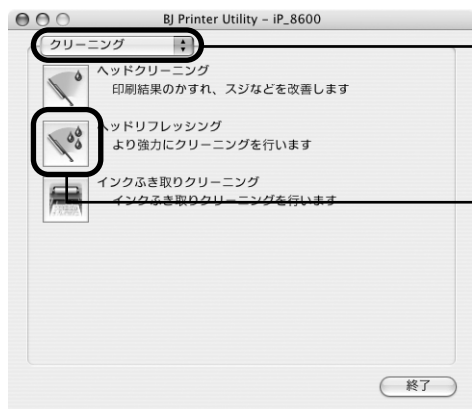 BJ Printer Utility – iP_8600
クリーニング
ヘッドクリーニング
印刷結果のかすれ、スジなどを改善します
ヘッドリフレッシング
より強力にクリーニングを行います
インクふき取りクリーニング
インクふき取りクリーニングを行います
終了